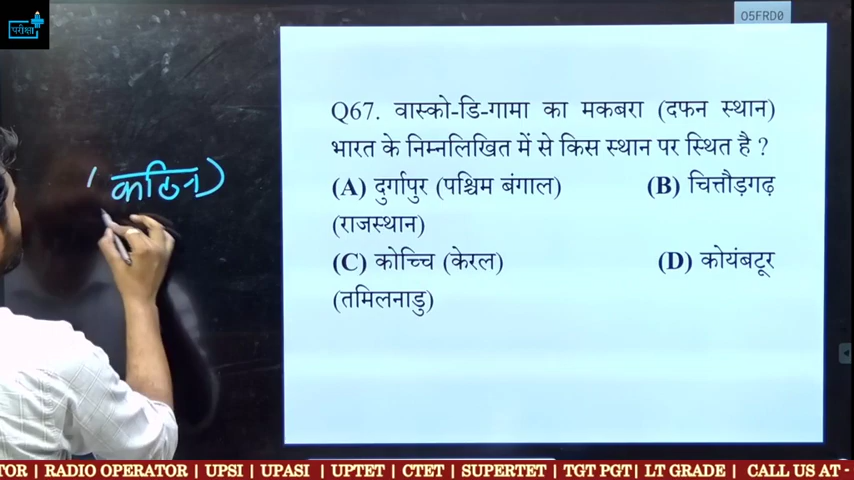 परीक्षा
O5FRD0
Q67. वास्को-डि-गामा का मकबरा (दफन स्थान)
भारत के निम्नलिखित में से किस स्थान पर स्थित है ?
(A) दुर्गापुर (पश्चिम बंगाल) (B) चित्तौड़गढ़
(राजस्थान)
(C) कोच्चि (केरल) (D) कोयंबटूर
(तमिलनाडु)
कठिन)
TOR | RADIO OPERATOR | UPSI | UPASI | UPTET | CTET | SUPERTET | TGT PGT| LT GRADE | CALL US AT -